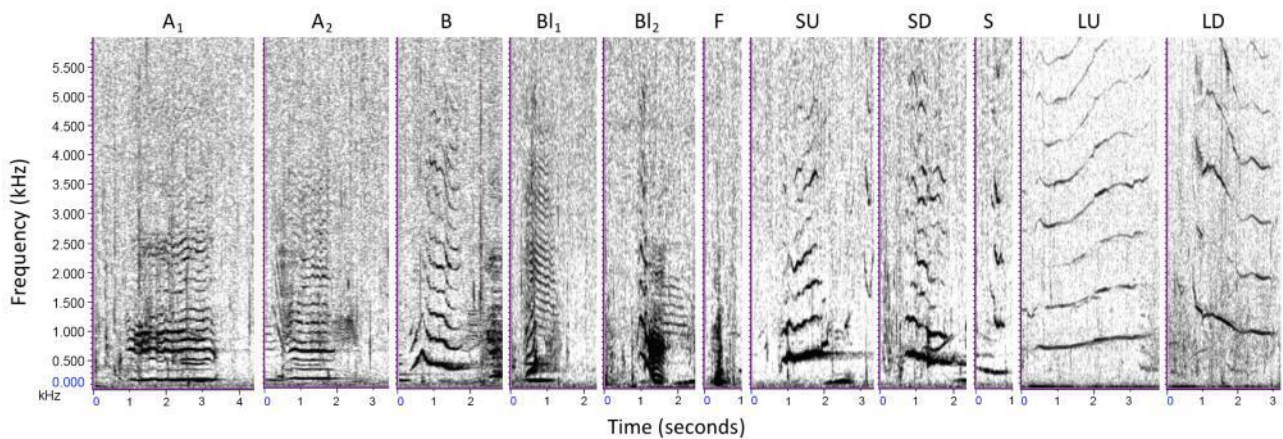 A₁ A₂ B Bl₁ Bl₂ F SU SD S LU LD
5.500
5.000
4.500
4.000
3.500
3.000
2.500
2.000
1.500
1.000
0.500
0.000
kHz
Frequency (kHz)
0 1 2 3 4 0 1 2 3 0 1 2 0 1 2 0 1 2 0 0 1 2 3 0 1 2 0 1 0 1 2 3 0 1 2 3
Time (seconds)